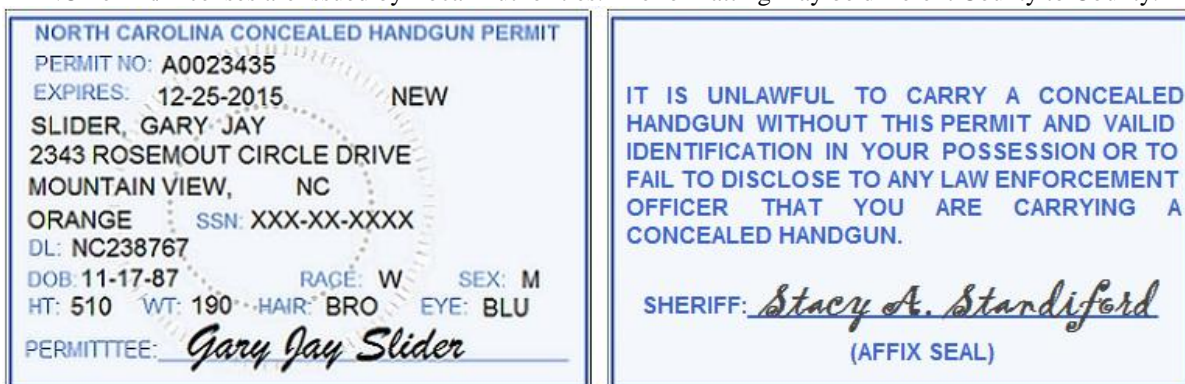 NORTH CAROLINA CONCEALED HANDGUN PERMIT
PERMIT NO: A0023435
EXPIRES: 12-25-2015 NEW
SLIDER, GARY JAY
2343 ROSEMOUT CIRCLE DRIVE
MOUNTAIN VIEW, NC
ORANGE SSN: XXX-XX-XXXX
DL: NC238767
DOB: 11-17-87 RACE: W SEX: M
HT: 510 WT: 190 HAIR: BRO EYE: BLU
PERMITTTEE: Gary Jay Slider
IT IS UNLAWFUL TO CARRY A CONCEALED
HANDGUN WITHOUT THIS PERMIT AND VAILID
IDENTIFICATION IN YOUR POSSESSION OR TO
FAIL TO DISCLOSE TO ANY LAW ENFORCEMENT
OFFICER THAT YOU ARE CARRYING A
CONCEALED HANDGUN.
SHERIFF: Stacy A. Standiford
(AFFIX SEAL)